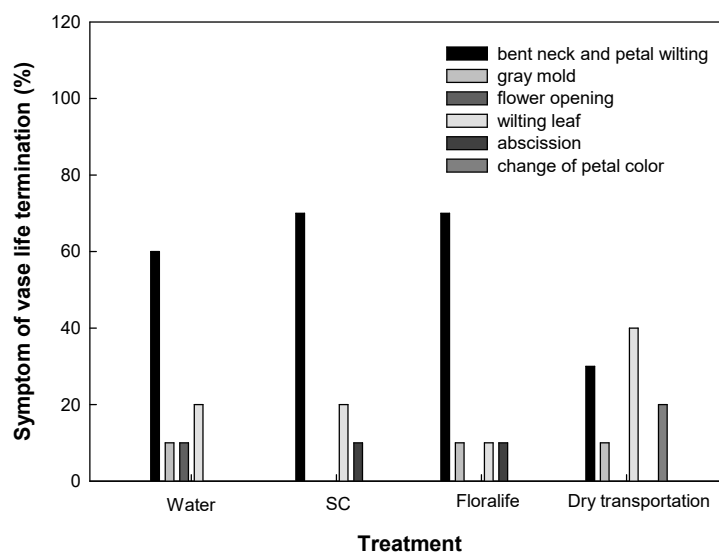 120
100
80
60
40
20
0
Symptom of vase life termination (%)
bent neck and petal wilting
gray mold
flower opening
wilting leaf
abscission
change of petal color
Water
SC
Floralife
Dry transportation
Treatment